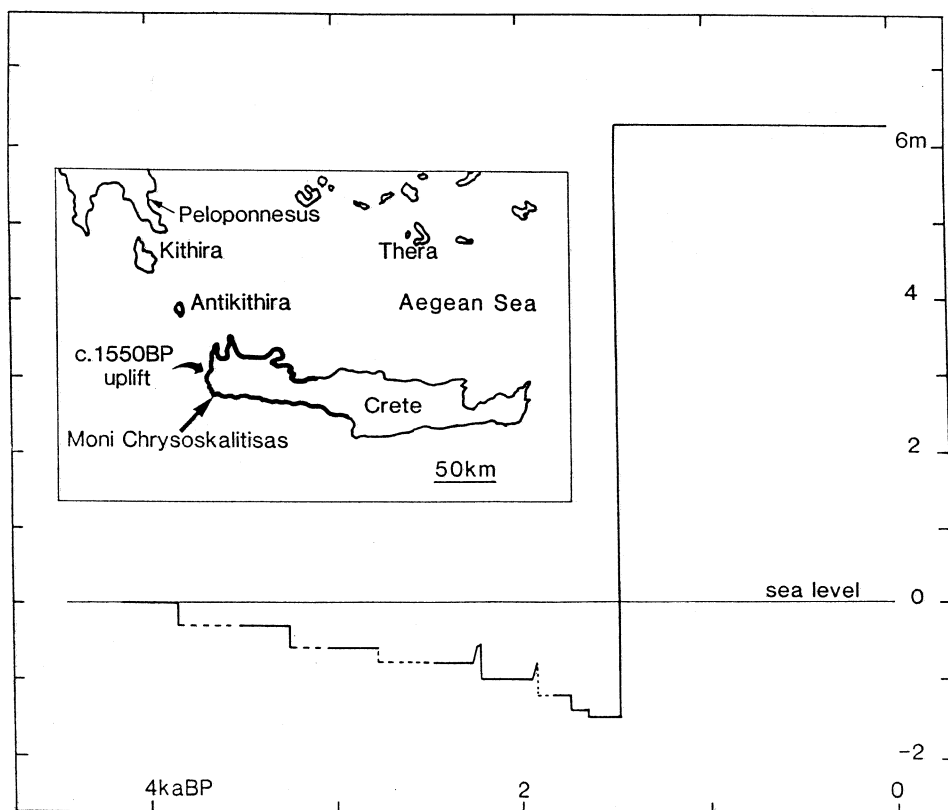 6m
Peloponnesus
Kithira
Thera
Antikithira
Aegean Sea
4
c.1550BP
uplift
Crete
Moni Chrysoskalitisas
2
50km
sea level
0
-2
4kaBP
2
0